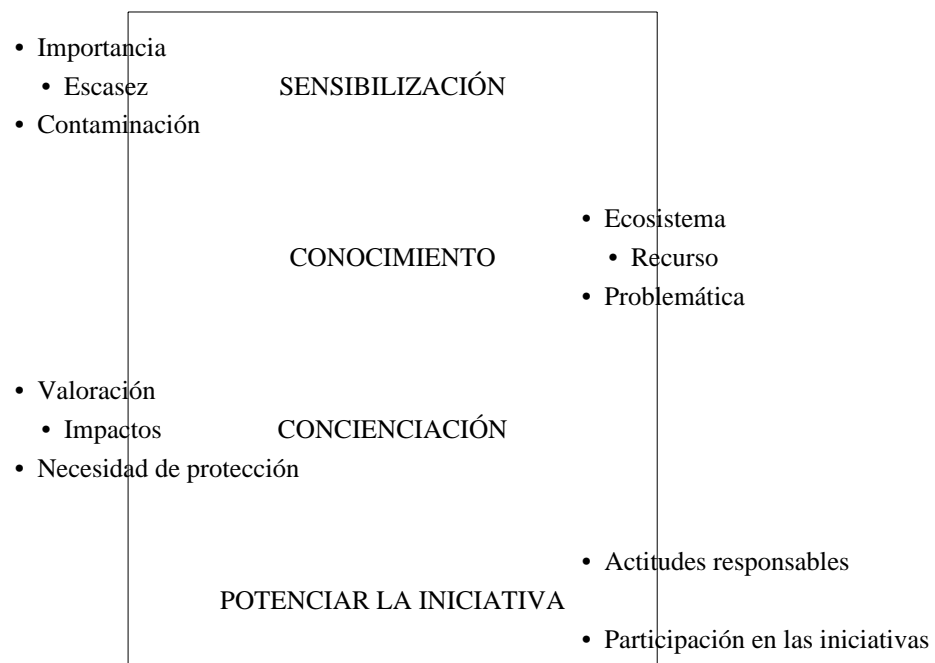 • Importancia
• Escasez
SENSIBILIZACIÓN
• Contaminación
• Ecosistema
CONOCIMIENTO
• Recurso
• Problemática
• Valoración
• Impactos
CONCIENCIACIÓN
• Necesidad de protección
• Actitudes responsables
POTENCIAR LA INICIATIVA
• Participación en las iniciativas